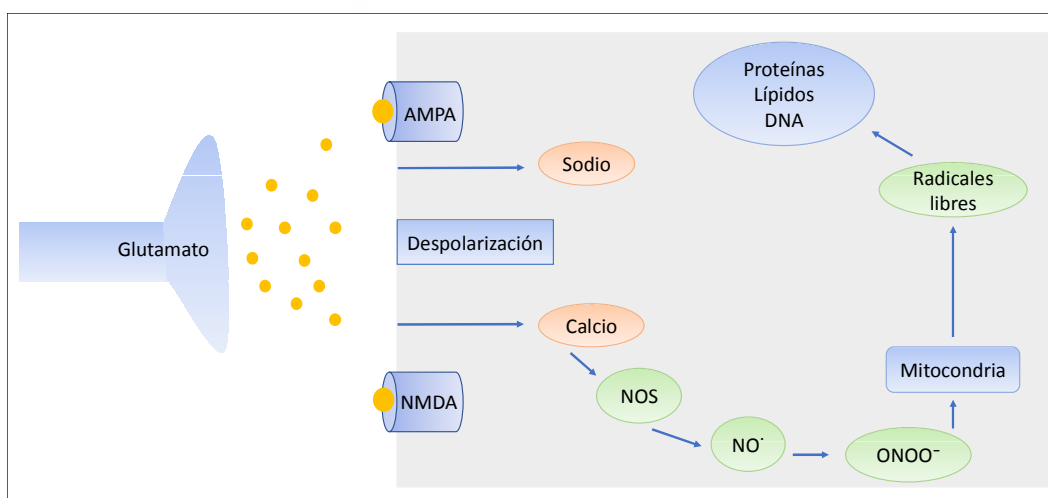 Glutamato
AMPA
Sodio
Despolarización
Calcio
NMDA
NOS
NO˙
ONOO⁻
Mitocondria
Radicales
libres
Proteínas
Lípidos
DNA